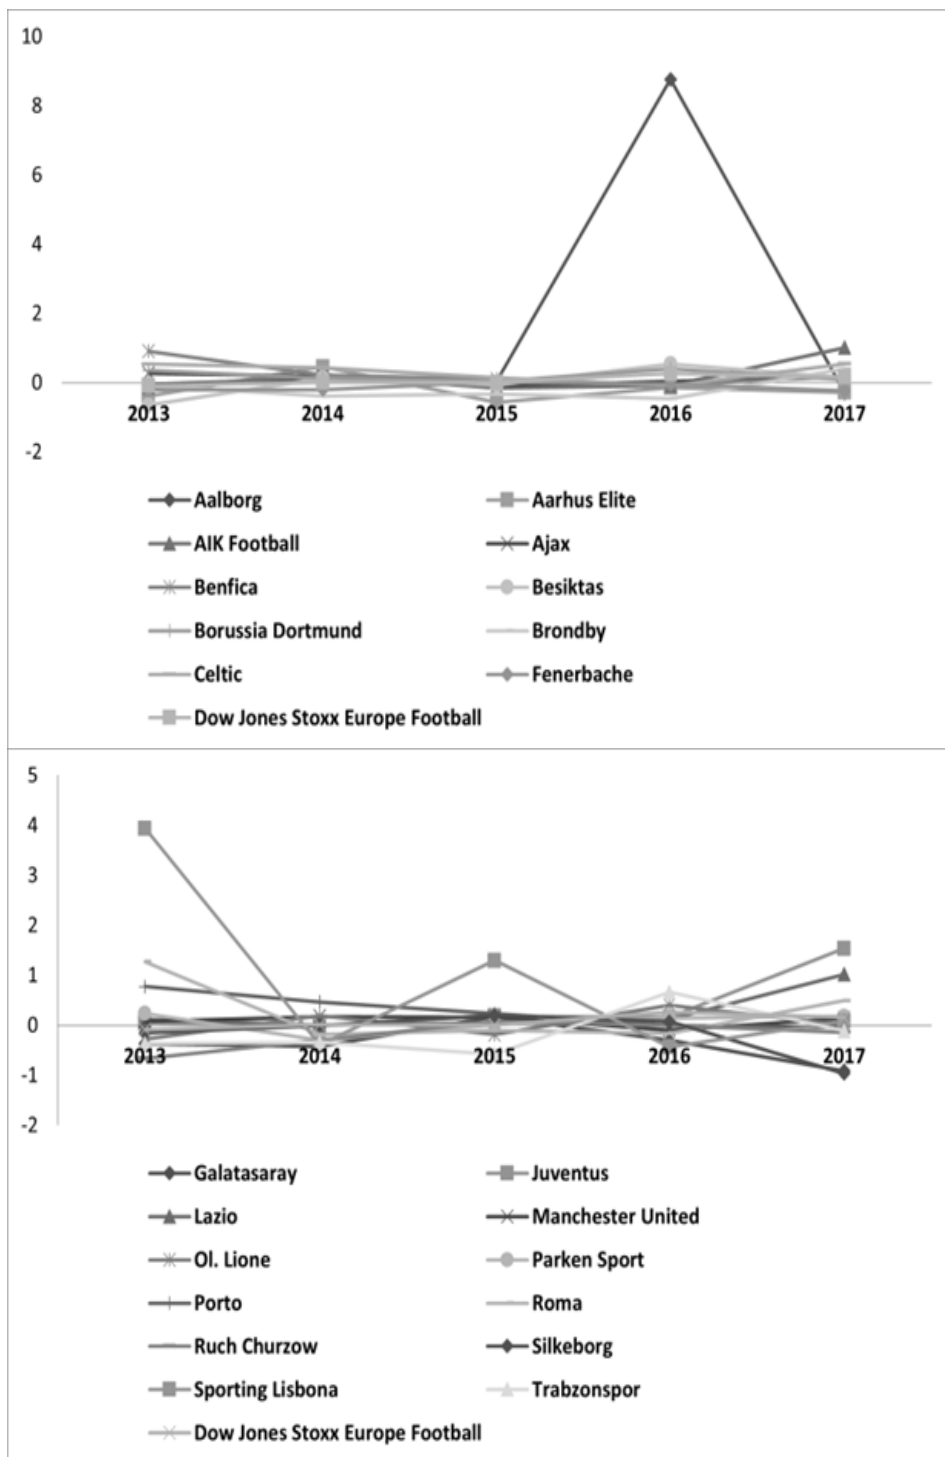 10
8
6
4
2
0
2013 2014 2015 2016 2017
-2
Aalborg Aarhus Elite
AIK Football Ajax
Benfica Besiktas
Borussia Dortmund Brondby
Celtic Fenerbache
Dow Jones Stoxx Europe Football
5
4
3
2
1
0
2013 2014 2015 2016 2017
-1
-2
Galatasaray Juventus
Lazio Manchester United
Ol. Lione Parken Sport
Porto Roma
Ruch Churzow Silkeborg
Sporting Lisbona Trabzonspor
Dow Jones Stoxx Europe Football